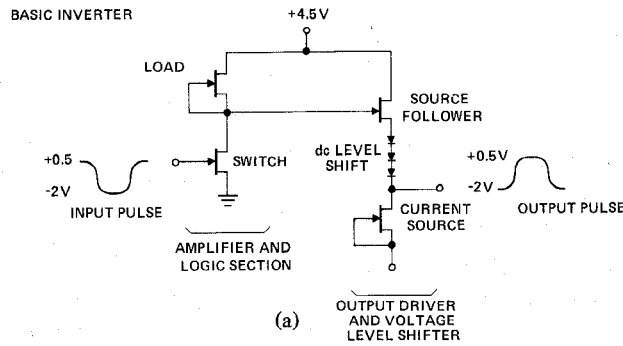 BASIC INVERTER
+4.5V
LOAD
SOURCE
FOLLOWER
dc LEVEL
SHIFT
+0.5
-2V
INPUT PULSE
SWITCH
+0.5V
-2V
OUTPUT PULSE
CURRENT
SOURCE
AMPLIFIER AND
LOGIC SECTION
(a)
OUTPUT DRIVER
AND VOLTAGE
LEVEL SHIFTER